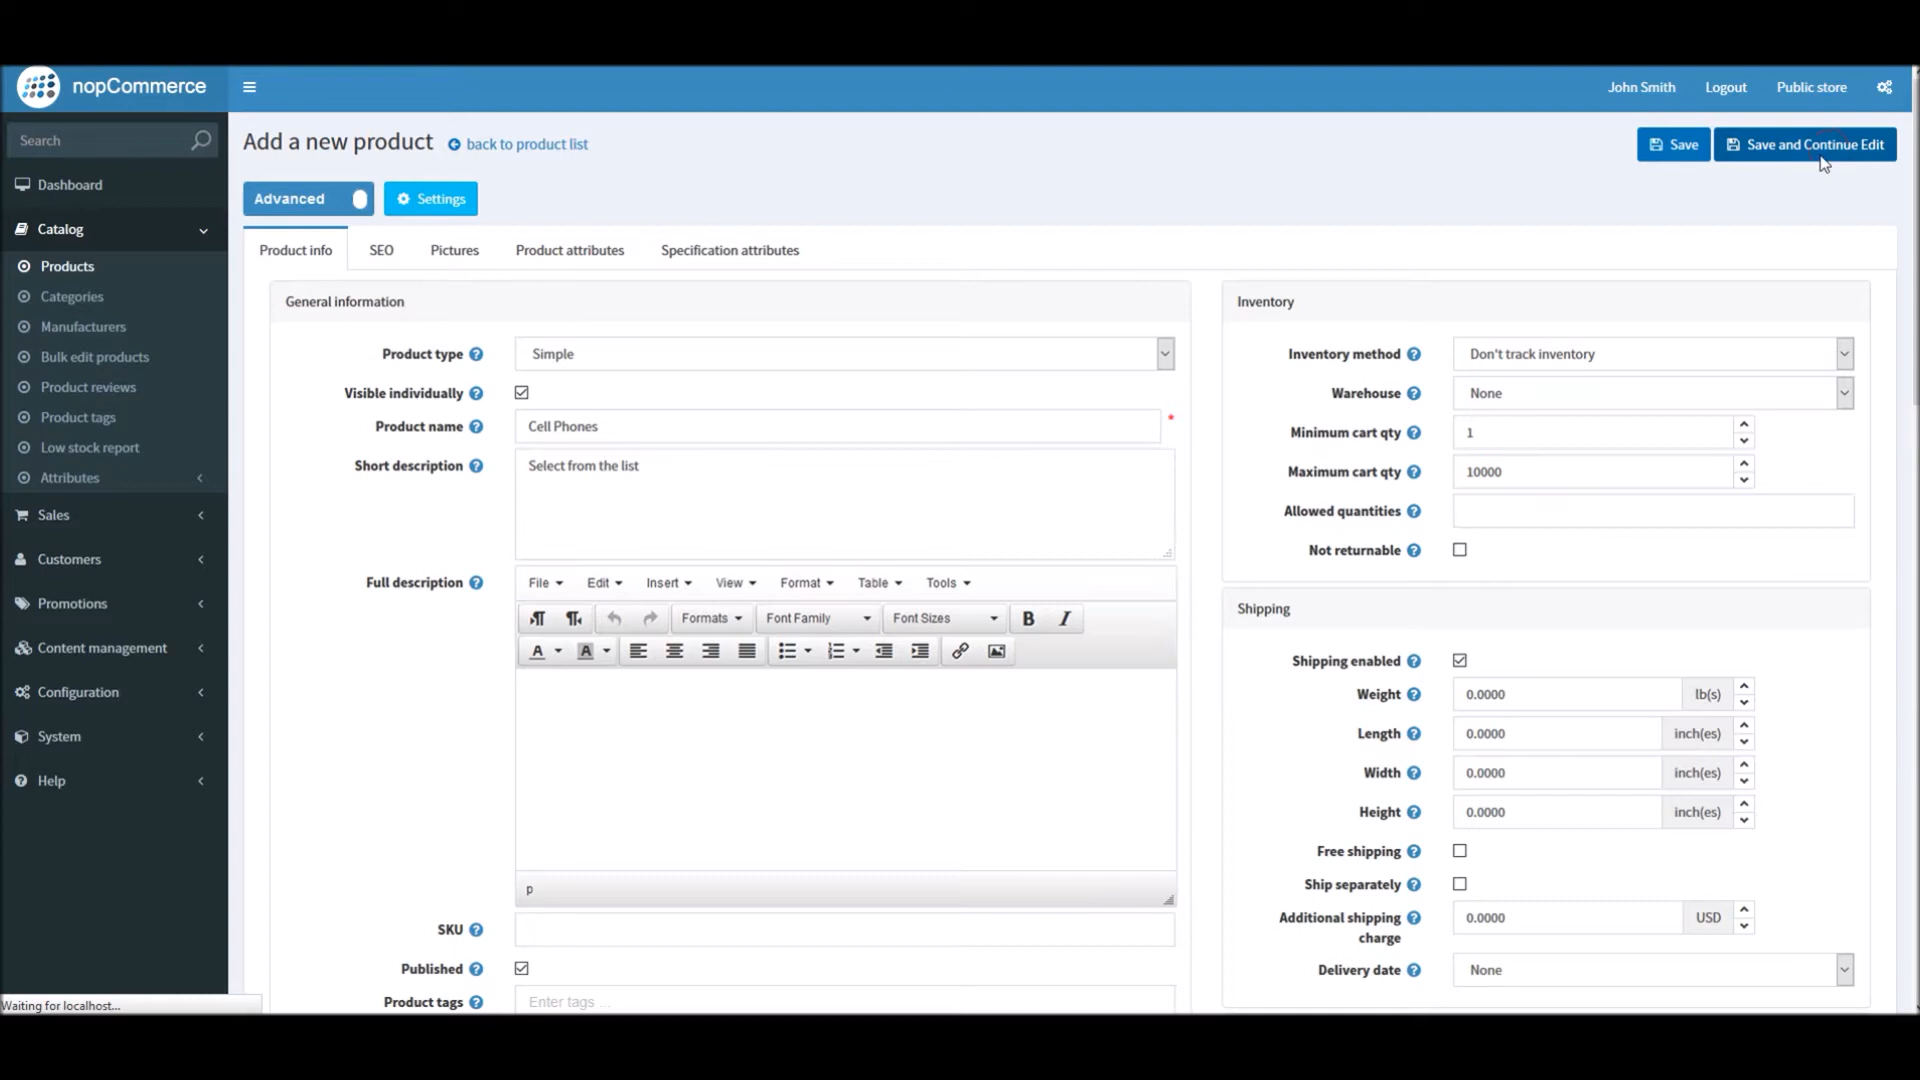 nopCommerce
John Smith
Logout
Public store
Search
Dashboard
Catalog
Products
Categories
Manufacturers
Bulk edit products
Product reviews
Product tags
Low stock report
Attributes
Sales
Customers
Promotions
Content management
Configuration
System
Help
Waiting for localhost...
Add a new product
back to product list
Save
Save and Continue Edit
Advanced
Settings
Product info
SEO
Pictures
Product attributes
Specification attributes
General information
Product type ?
Simple
Visible individually ?
Product name ?
Cell Phones
*
Short description ?
Select from the list
Full description ?
File
Edit
Insert
View
Format
Table
Tools
Formats
Font Family
Font Sizes
B
I
A
A
p
SKU ?
Published ?
Product tags ?
Enter tags ...
Inventory
Inventory method ?
Don't track inventory
Warehouse ?
None
Minimum cart qty ?
1
Maximum cart qty ?
10000
Allowed quantities ?
Not returnable ?
Shipping
Shipping enabled ?
Weight ?
0.0000
lb(s)
Length ?
0.0000
inch(es)
Width ?
0.0000
inch(es)
Height ?
0.0000
inch(es)
Free shipping ?
Ship separately ?
Additional shipping ?
charge
0.0000
USD
Delivery date ?
None